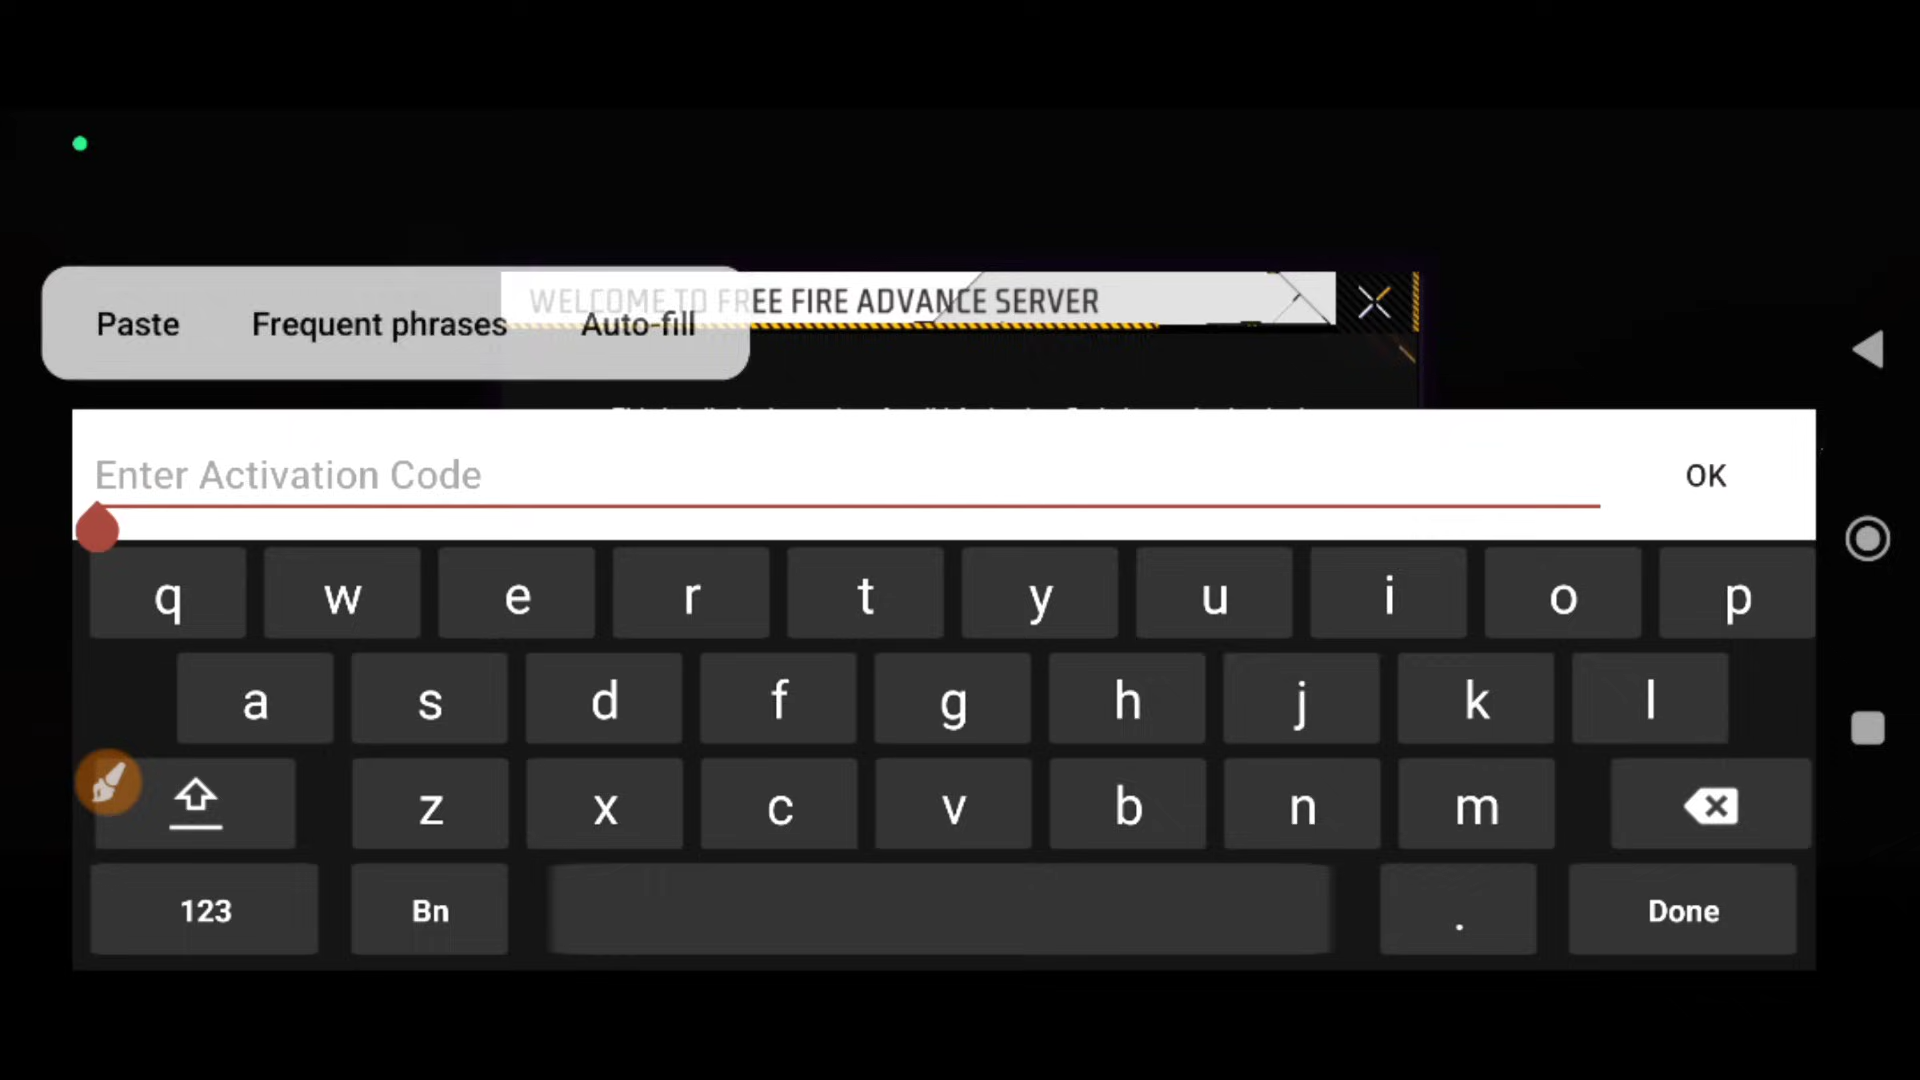 WELCOME TO FREE FIRE ADVANCE SERVER
Paste Frequent phrases Auto-fill
Enter Activation Code OK
q w e r t y u i o p
a s d f g h j k l
z x c v b n m
123 Bn . Done